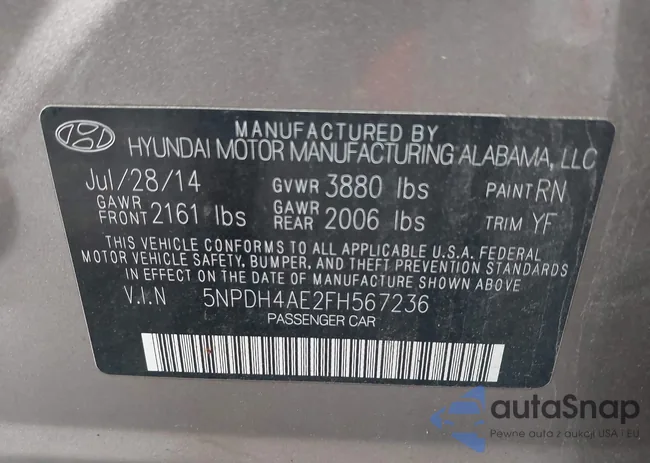 MANUFACTURED BY
HYUNDAI MOTOR MANUFACTURING ALABAMA, LLC
Jul/28/14 GVWR 3880 lbs PAINT RN
GAWR FRONT 2161 lbs GAWR REAR 2006 lbs TRIM YF
THIS VEHICLE CONFORMS TO ALL APPLICABLE U.S.A. FEDERAL
MOTOR VEHICLE SAFETY, BUMPER, AND THEFT PREVENTION STANDARDS
IN EFFECT ON THE DATE OF MANUFACTURE SHOWN ABOVE.
V.I.N 5NPDH4AE2FH567236
PASSENGER CAR
autaSnap
Pewne auta z aukcji USA i EU